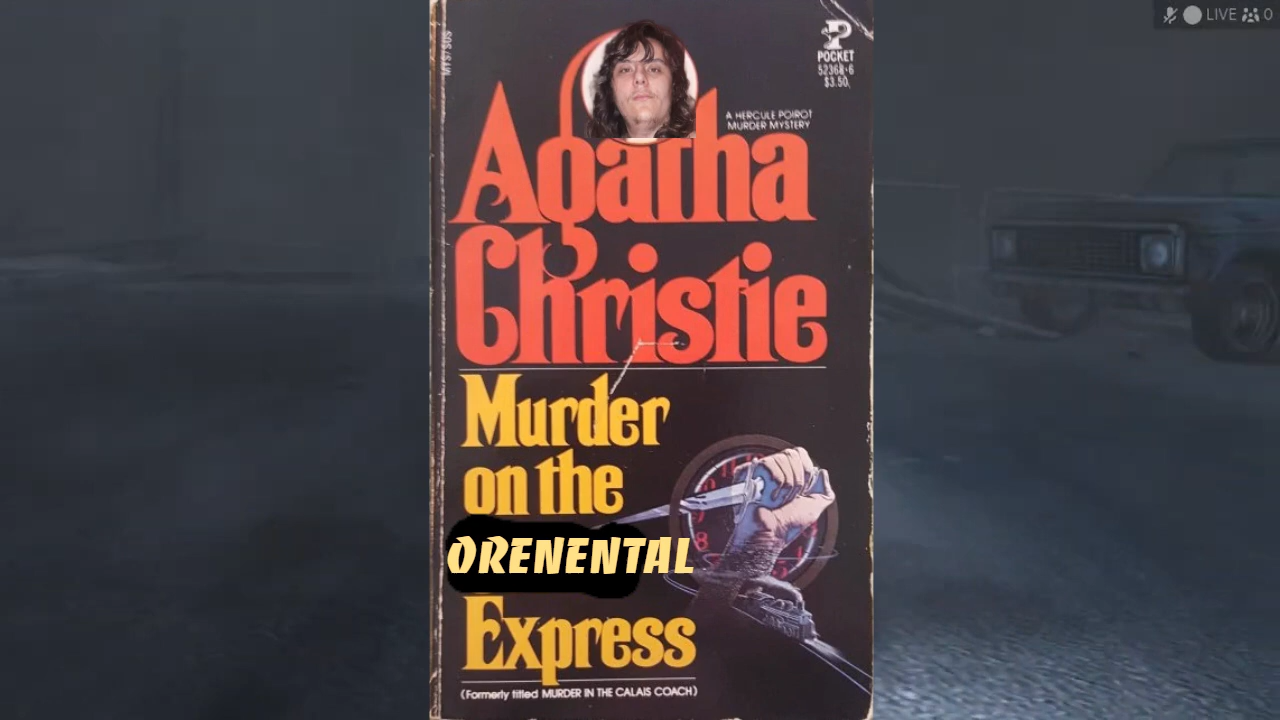 LIVE 0
MYS7SUS
POCKET
52368-6
$3.50
A HERCULE POIROT
MURDER MYSTERY
Agatha
Christie
Murder
on the
ORENENTAL
Express
(Formerly titled MURDER IN THE CALAIS COACH)